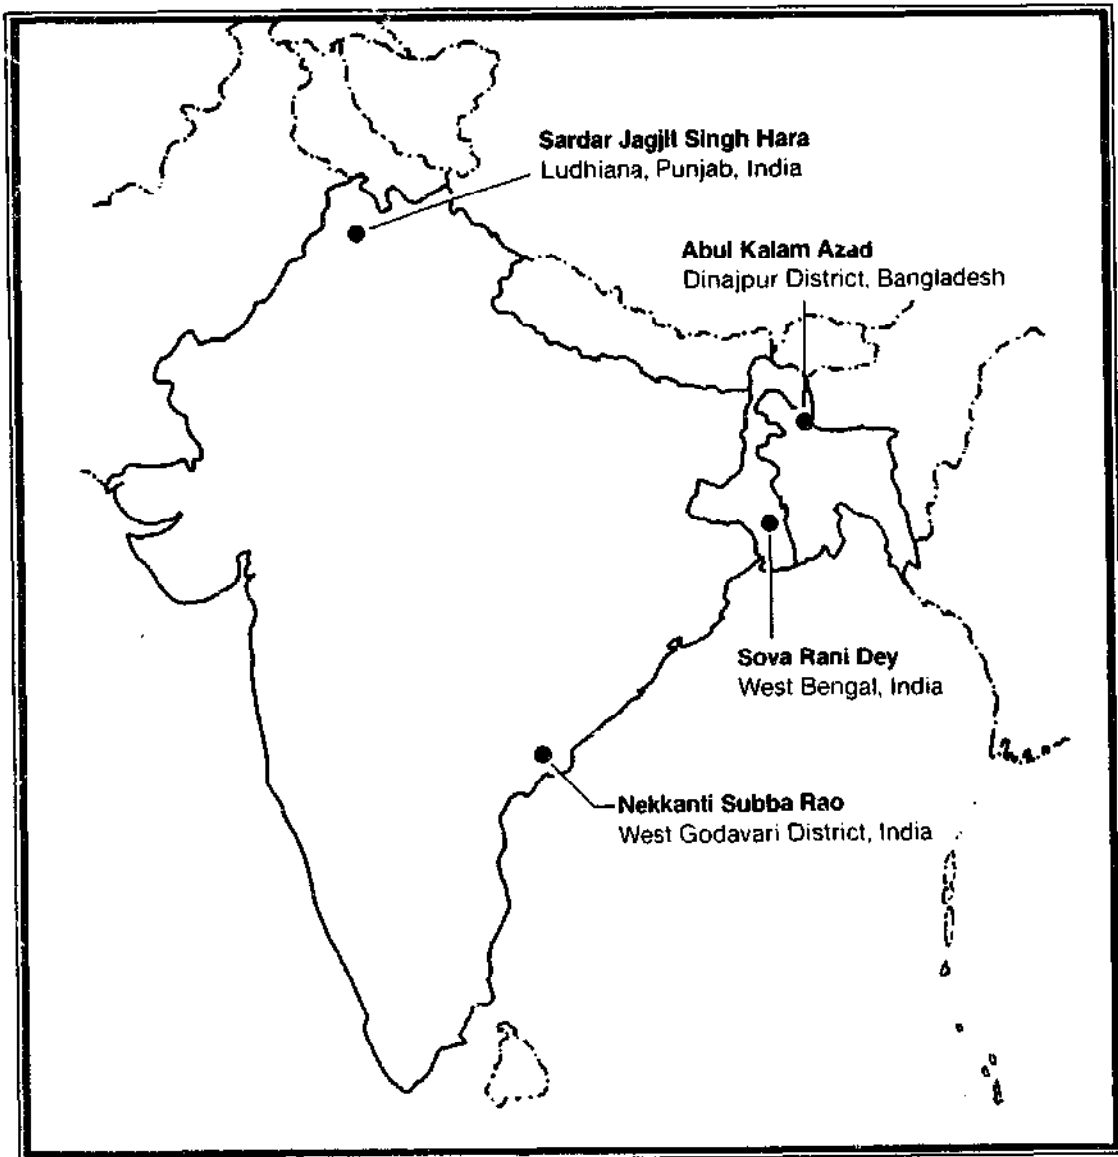 Sardar Jagjit Singh Hara
Ludhiana, Punjab, India
Abul Kalam Azad
Dinajpur District, Bangladesh
Sova Rani Dey
West Bengal, India
Nekkanti Subba Rao
West Godavari District, India